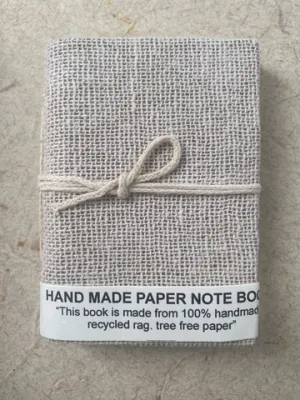 HAND MADE PAPER NOTE BOO
"This book is made from 100% handmad
recycled rag. tree free paper"